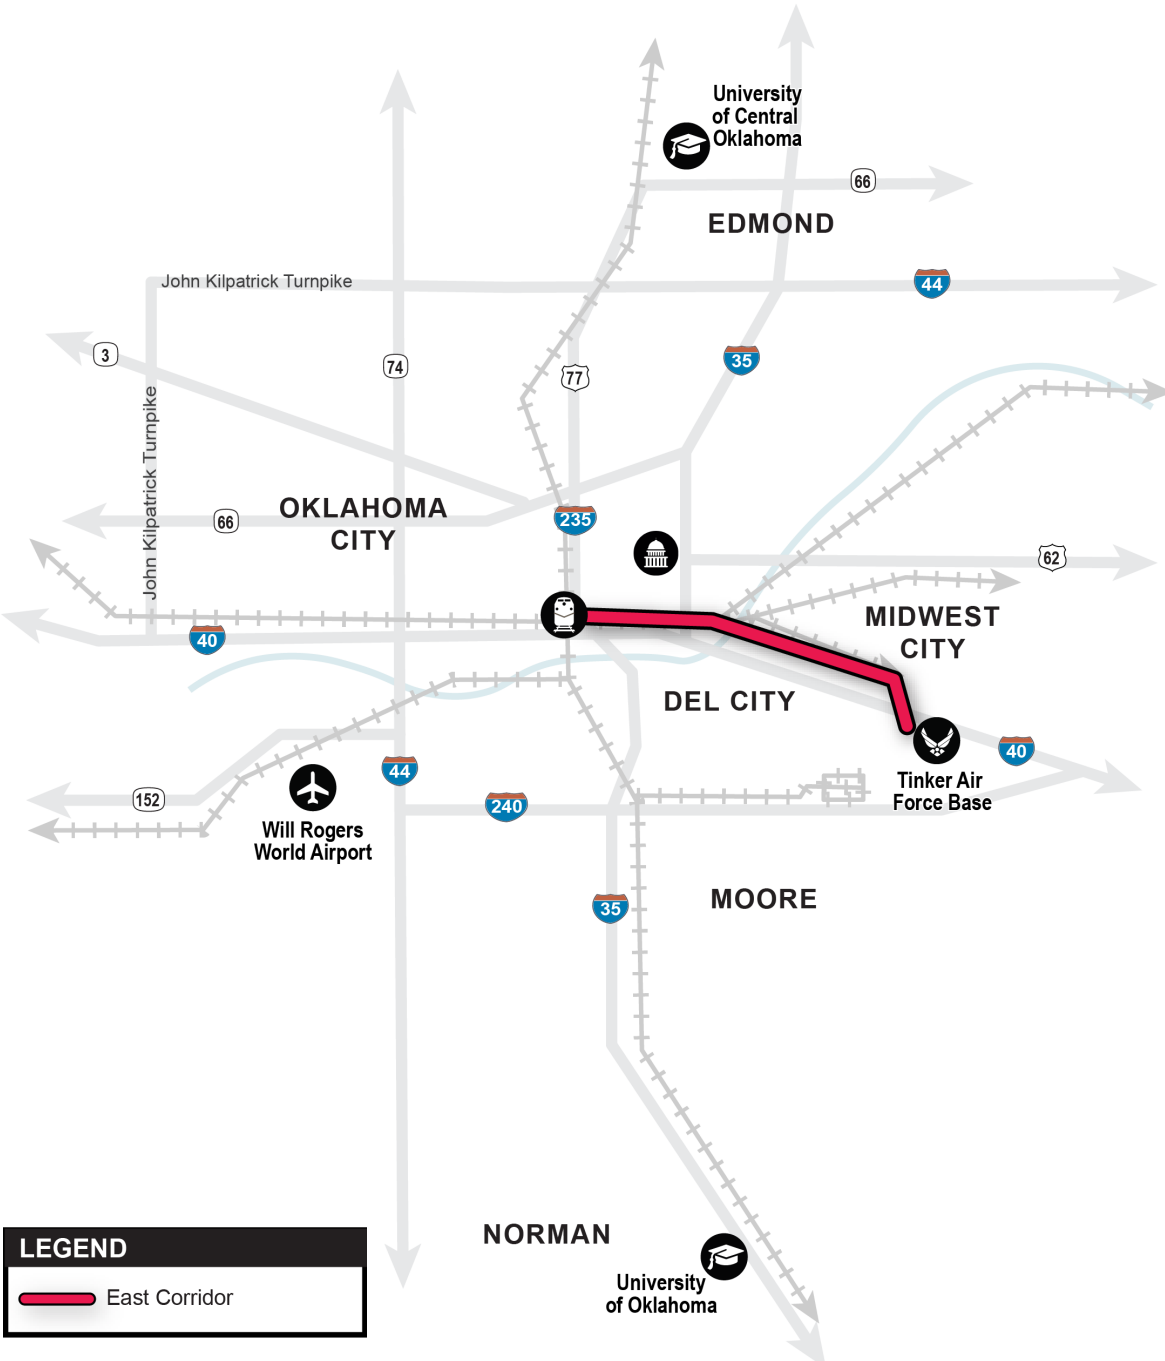 University
of Central
Oklahoma
66
EDMOND
John Kilpatrick Turnpike
44
3
35
74
77
John Kilpatrick Turnpike
OKLAHOMA
CITY
66
235
62
MIDWEST
CITY
40
DEL CITY
40
44
Tinker Air
Force Base
152
240
Will Rogers
World Airport
MOORE
35
NORMAN
University
of Oklahoma
LEGEND
East Corridor